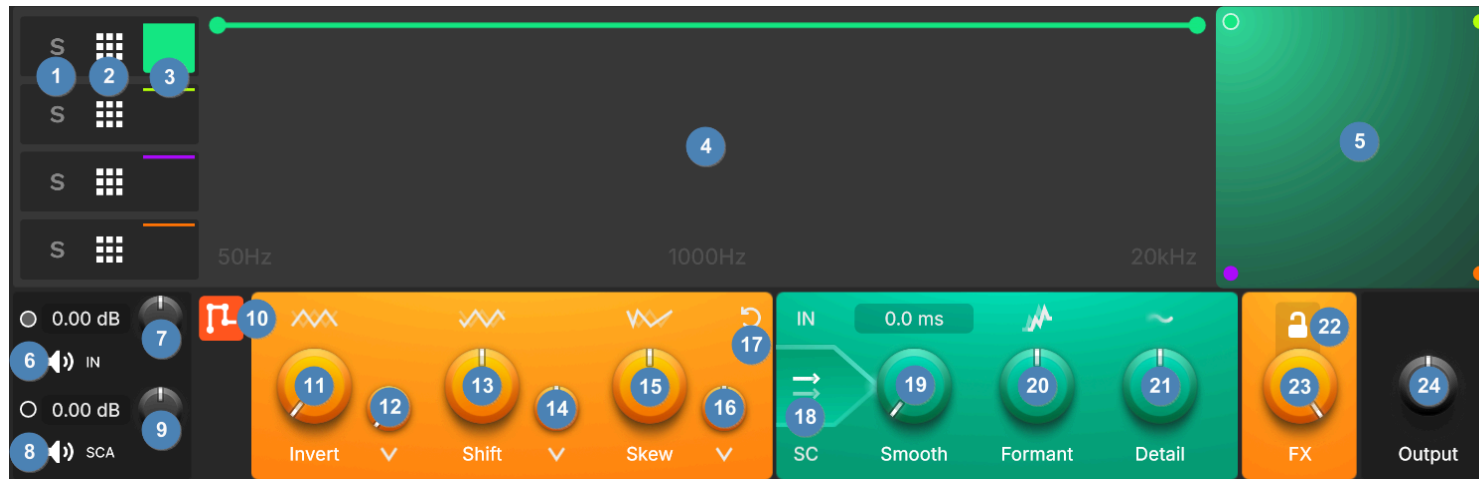 S
1
2
3
S
S
S
4
50Hz
1000Hz
20kHz
5
0.00 dB
7
6
IN
0.00 dB
9
8
SCA
10
11
Invert
12
V
13
Shift
14
V
15
Skew
16
V
17
IN
0.0 ms
18
SC
19
Smooth
20
Formant
21
Detail
22
23
FX
24
Output